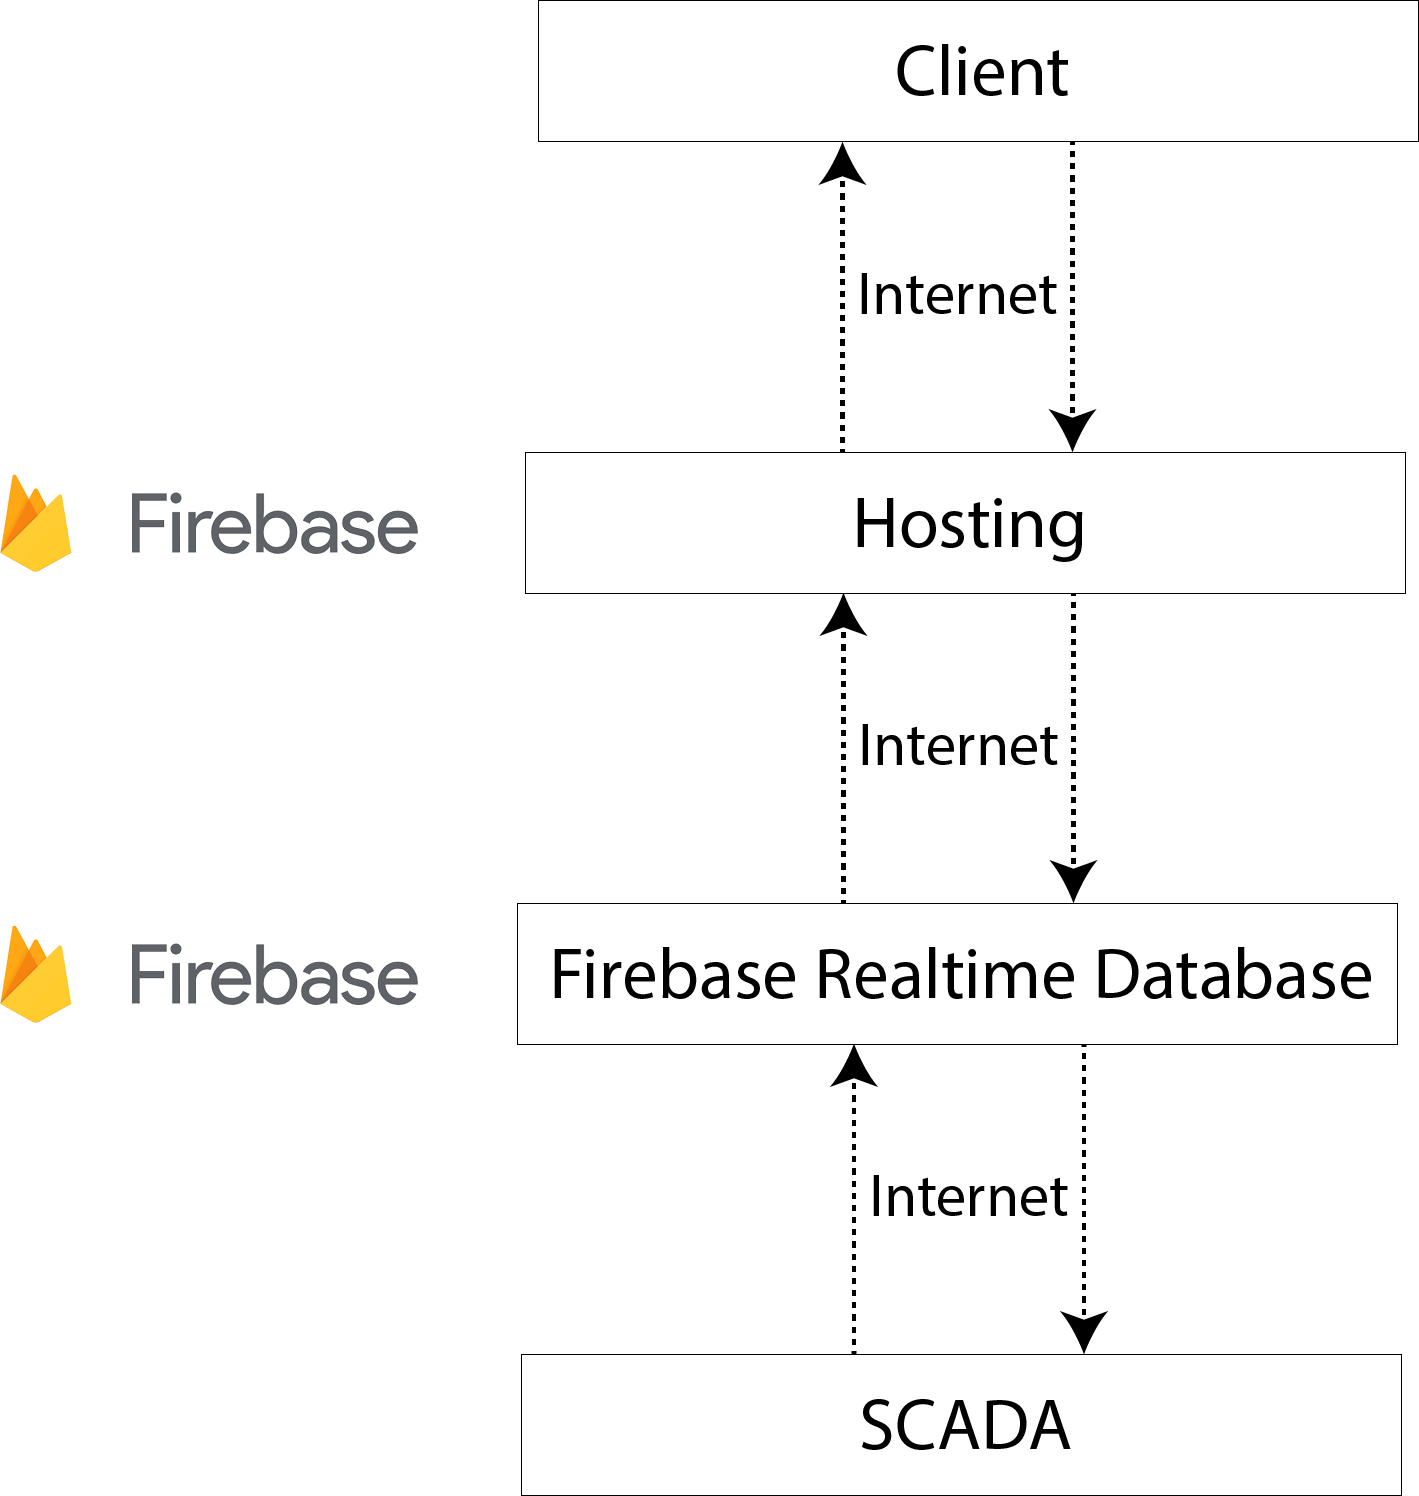 Client
Internet
Firebase
Hosting
Internet
Firebase
Firebase Realtime Database
Internet
SCADA